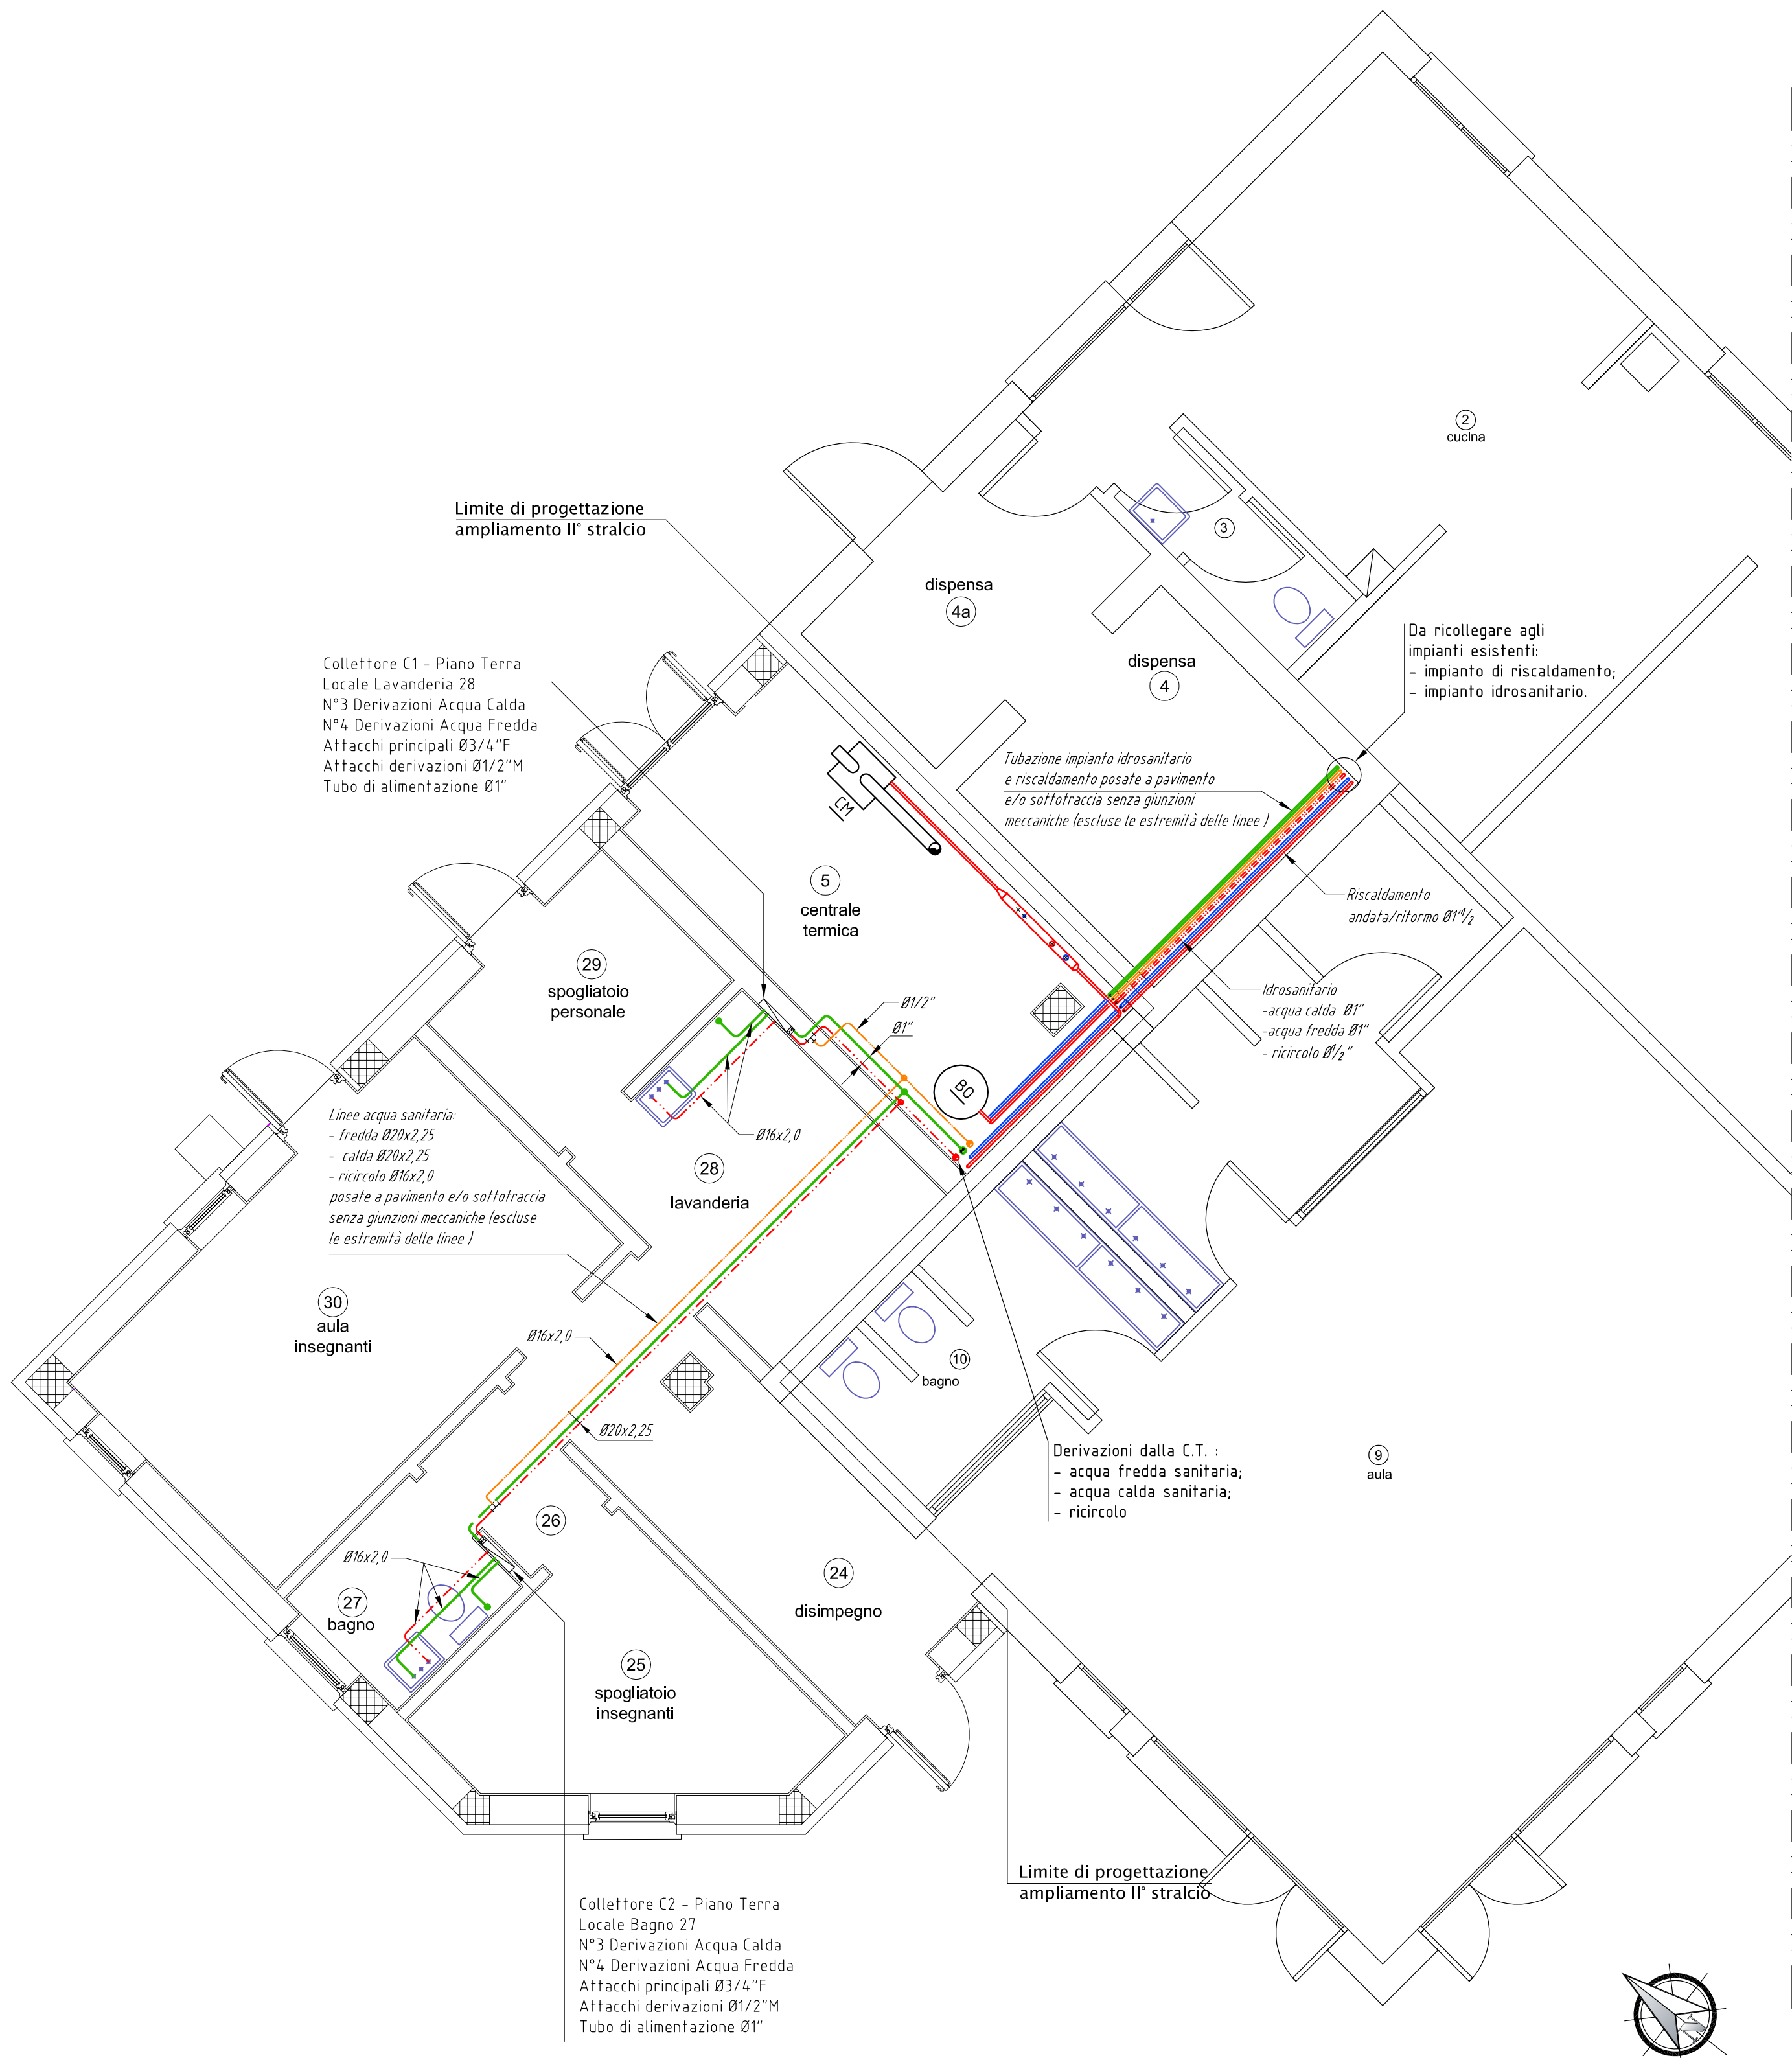 2
cucina
Limite di progettazione
ampliamento II° stralcio
3
dispensa
4a
Da ricollegare agli
impianti esistenti:
- impianto di riscaldamento;
- impianto idrosanitario.
dispensa
4
Collettore C1 - Piano Terra
Locale Lavanderia 28
N°3 Derivazioni Acqua Calda
N°4 Derivazioni Acqua Fredda
Attacchi principali Ø3/4"F
Attacchi derivazioni Ø1/2"M
Tubo di alimentazione Ø1"
Tubazione impianto idrosanitario
e riscaldamento posate a pavimento
e/o sottotraccia senza giunzioni
meccaniche (escluse le estremità delle linee )
CM
5
centrale
termica
Riscaldamento
andata/ritormo Ø1"1/2
29
spogliatoio
personale
Ø1/2"
Ø1"
Idrosanitario
-acqua calda Ø1"
-acqua fredda Ø1"
- ricircolo Ø1/2"
BO
Linee acqua sanitaria:
- fredda Ø20x2,25
- calda Ø20x2,25
- ricircolo Ø16x2,0
posate a pavimento e/o sottotraccia
senza giunzioni meccaniche (escluse
le estremità delle linee )
Ø16x2,0
28
lavanderia
30
aula
insegnanti
Ø16x2,0
10
bagno
Ø20x2,25
Derivazioni dalla C.T. :
- acqua fredda sanitaria;
- acqua calda sanitaria;
- ricircolo
9
aula
26
Ø16x2,0
24
disimpegno
27
bagno
25
spogliatoio
insegnanti
Limite di progettazione
ampliamento II° stralcio
Collettore C2 - Piano Terra
Locale Bagno 27
N°3 Derivazioni Acqua Calda
N°4 Derivazioni Acqua Fredda
Attacchi principali Ø3/4"F
Attacchi derivazioni Ø1/2"M
Tubo di alimentazione Ø1"
N